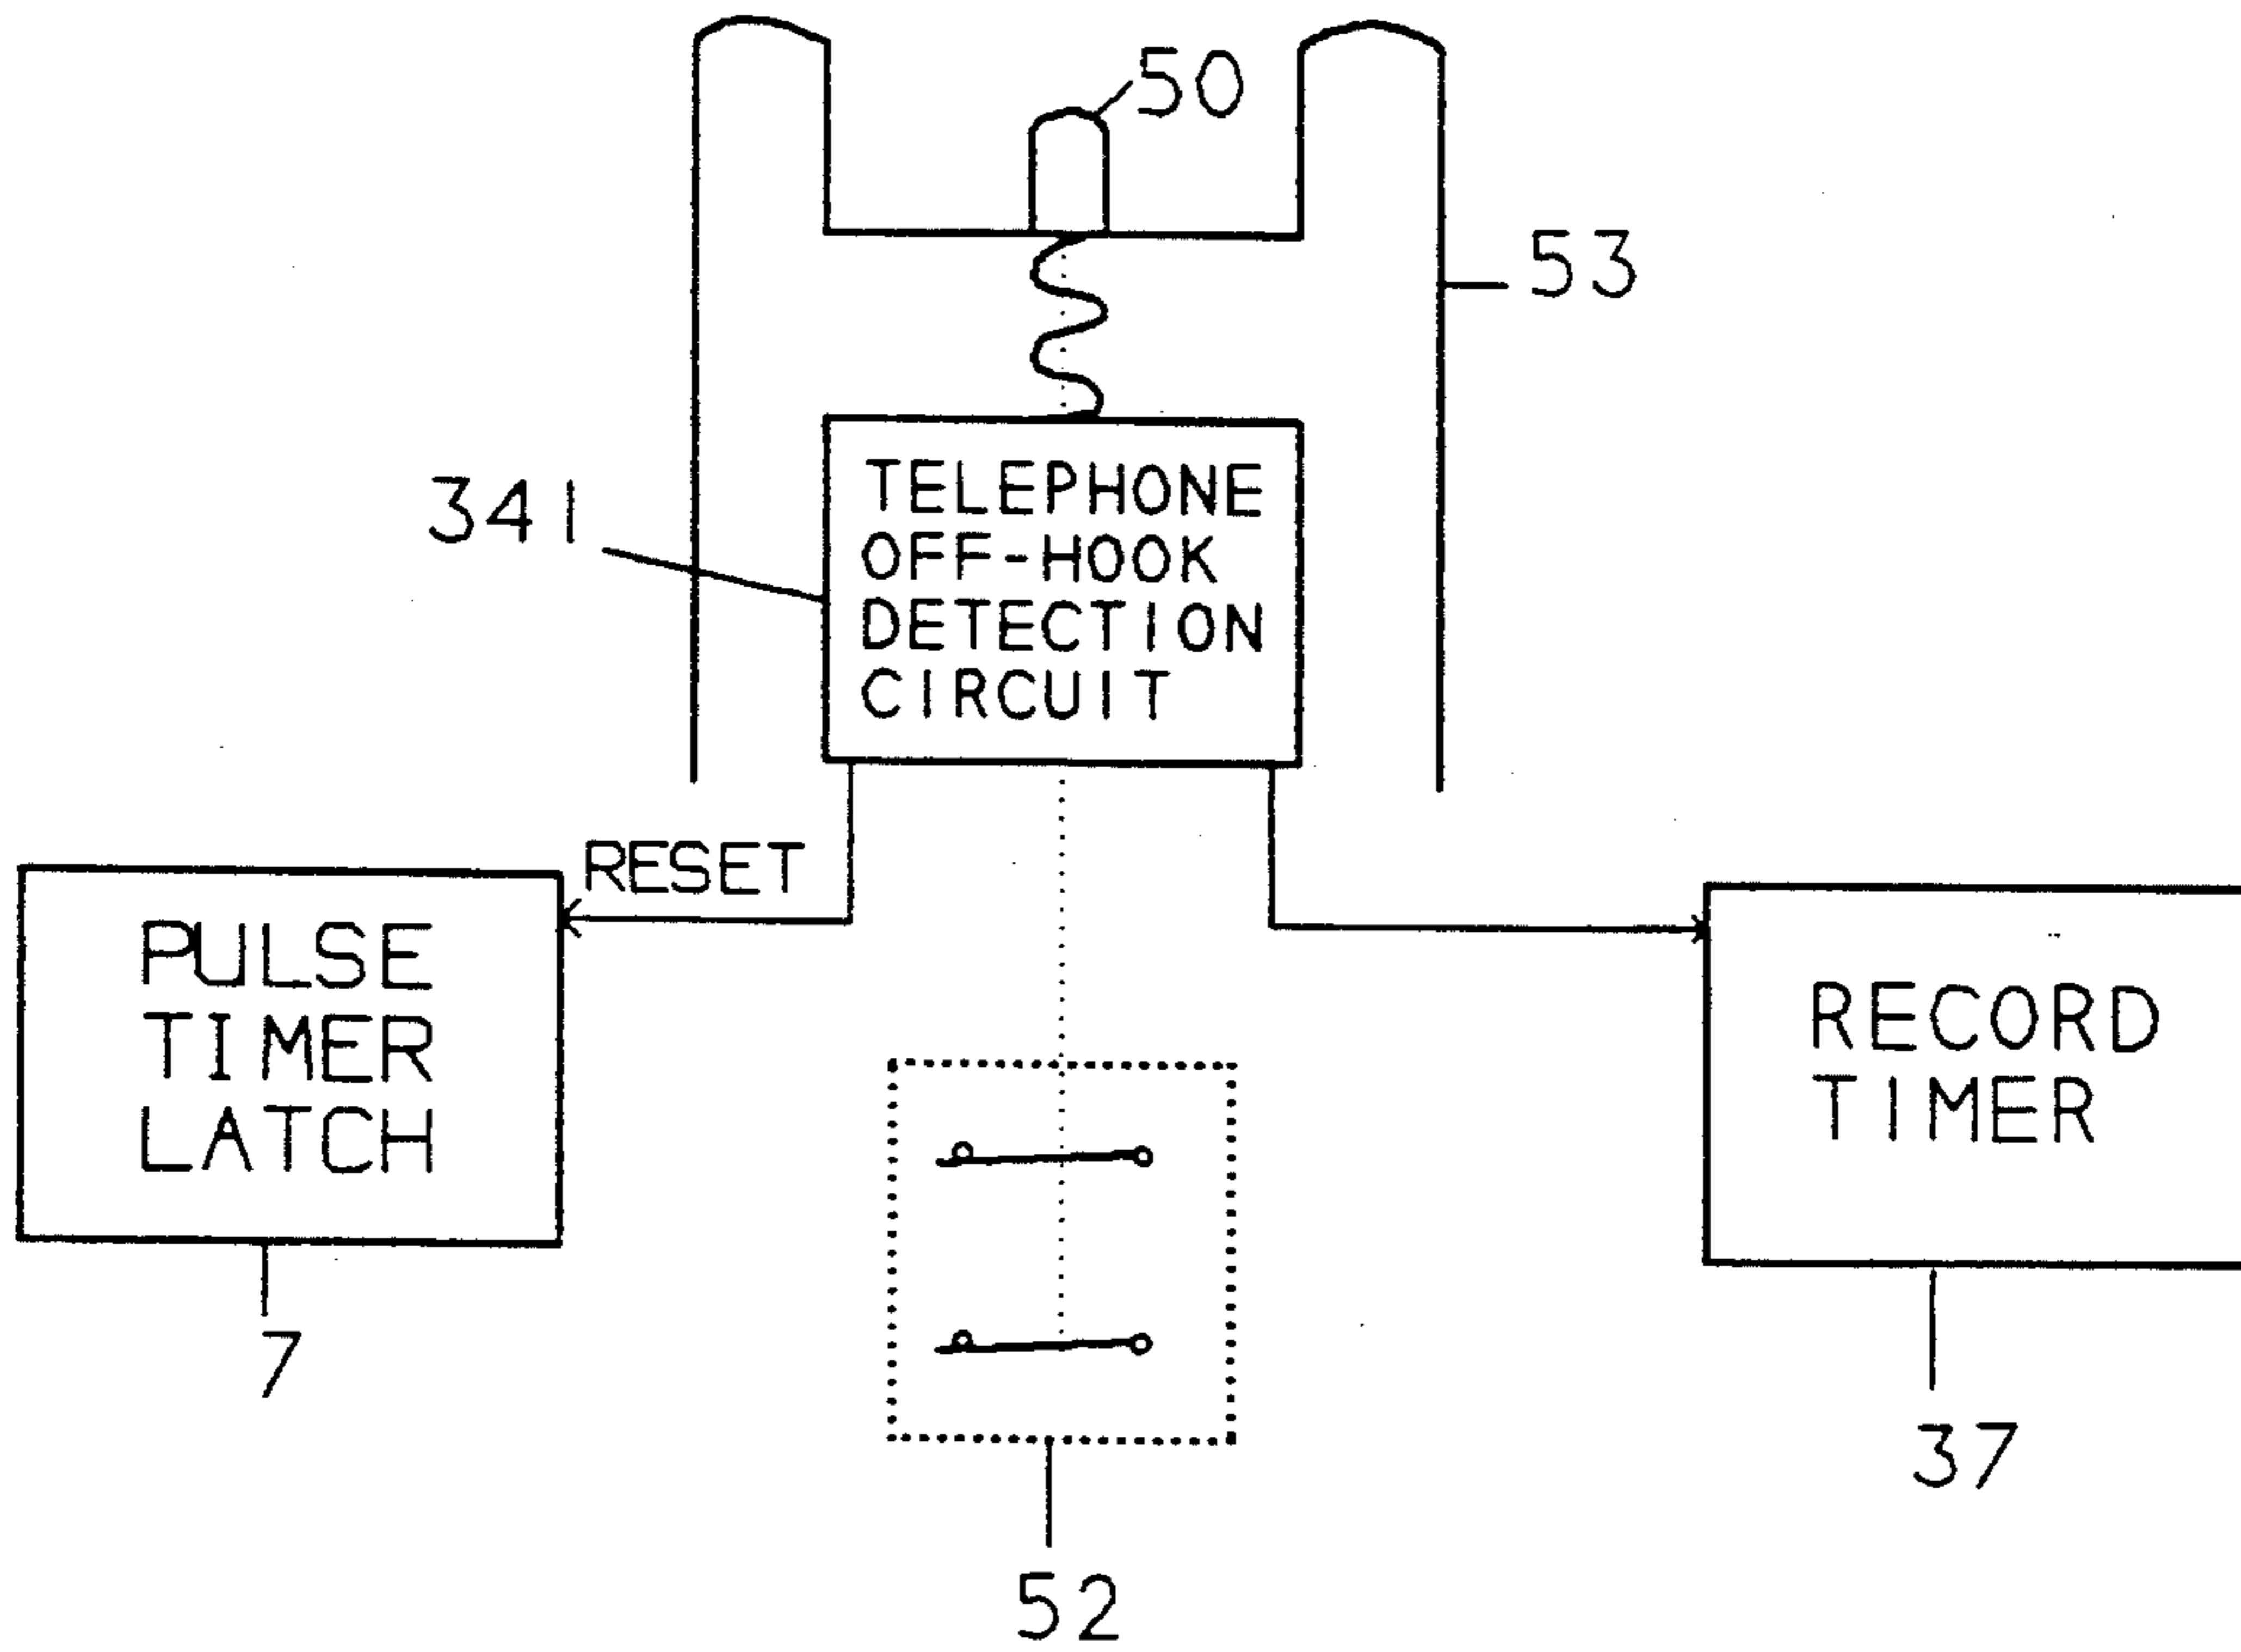 50
53
341
TELEPHONE
OFF-HOOK
DETECTION
CIRCUIT
RESET
PULSE
TIMER
LATCH
RECORD
TIMER
7
37
52